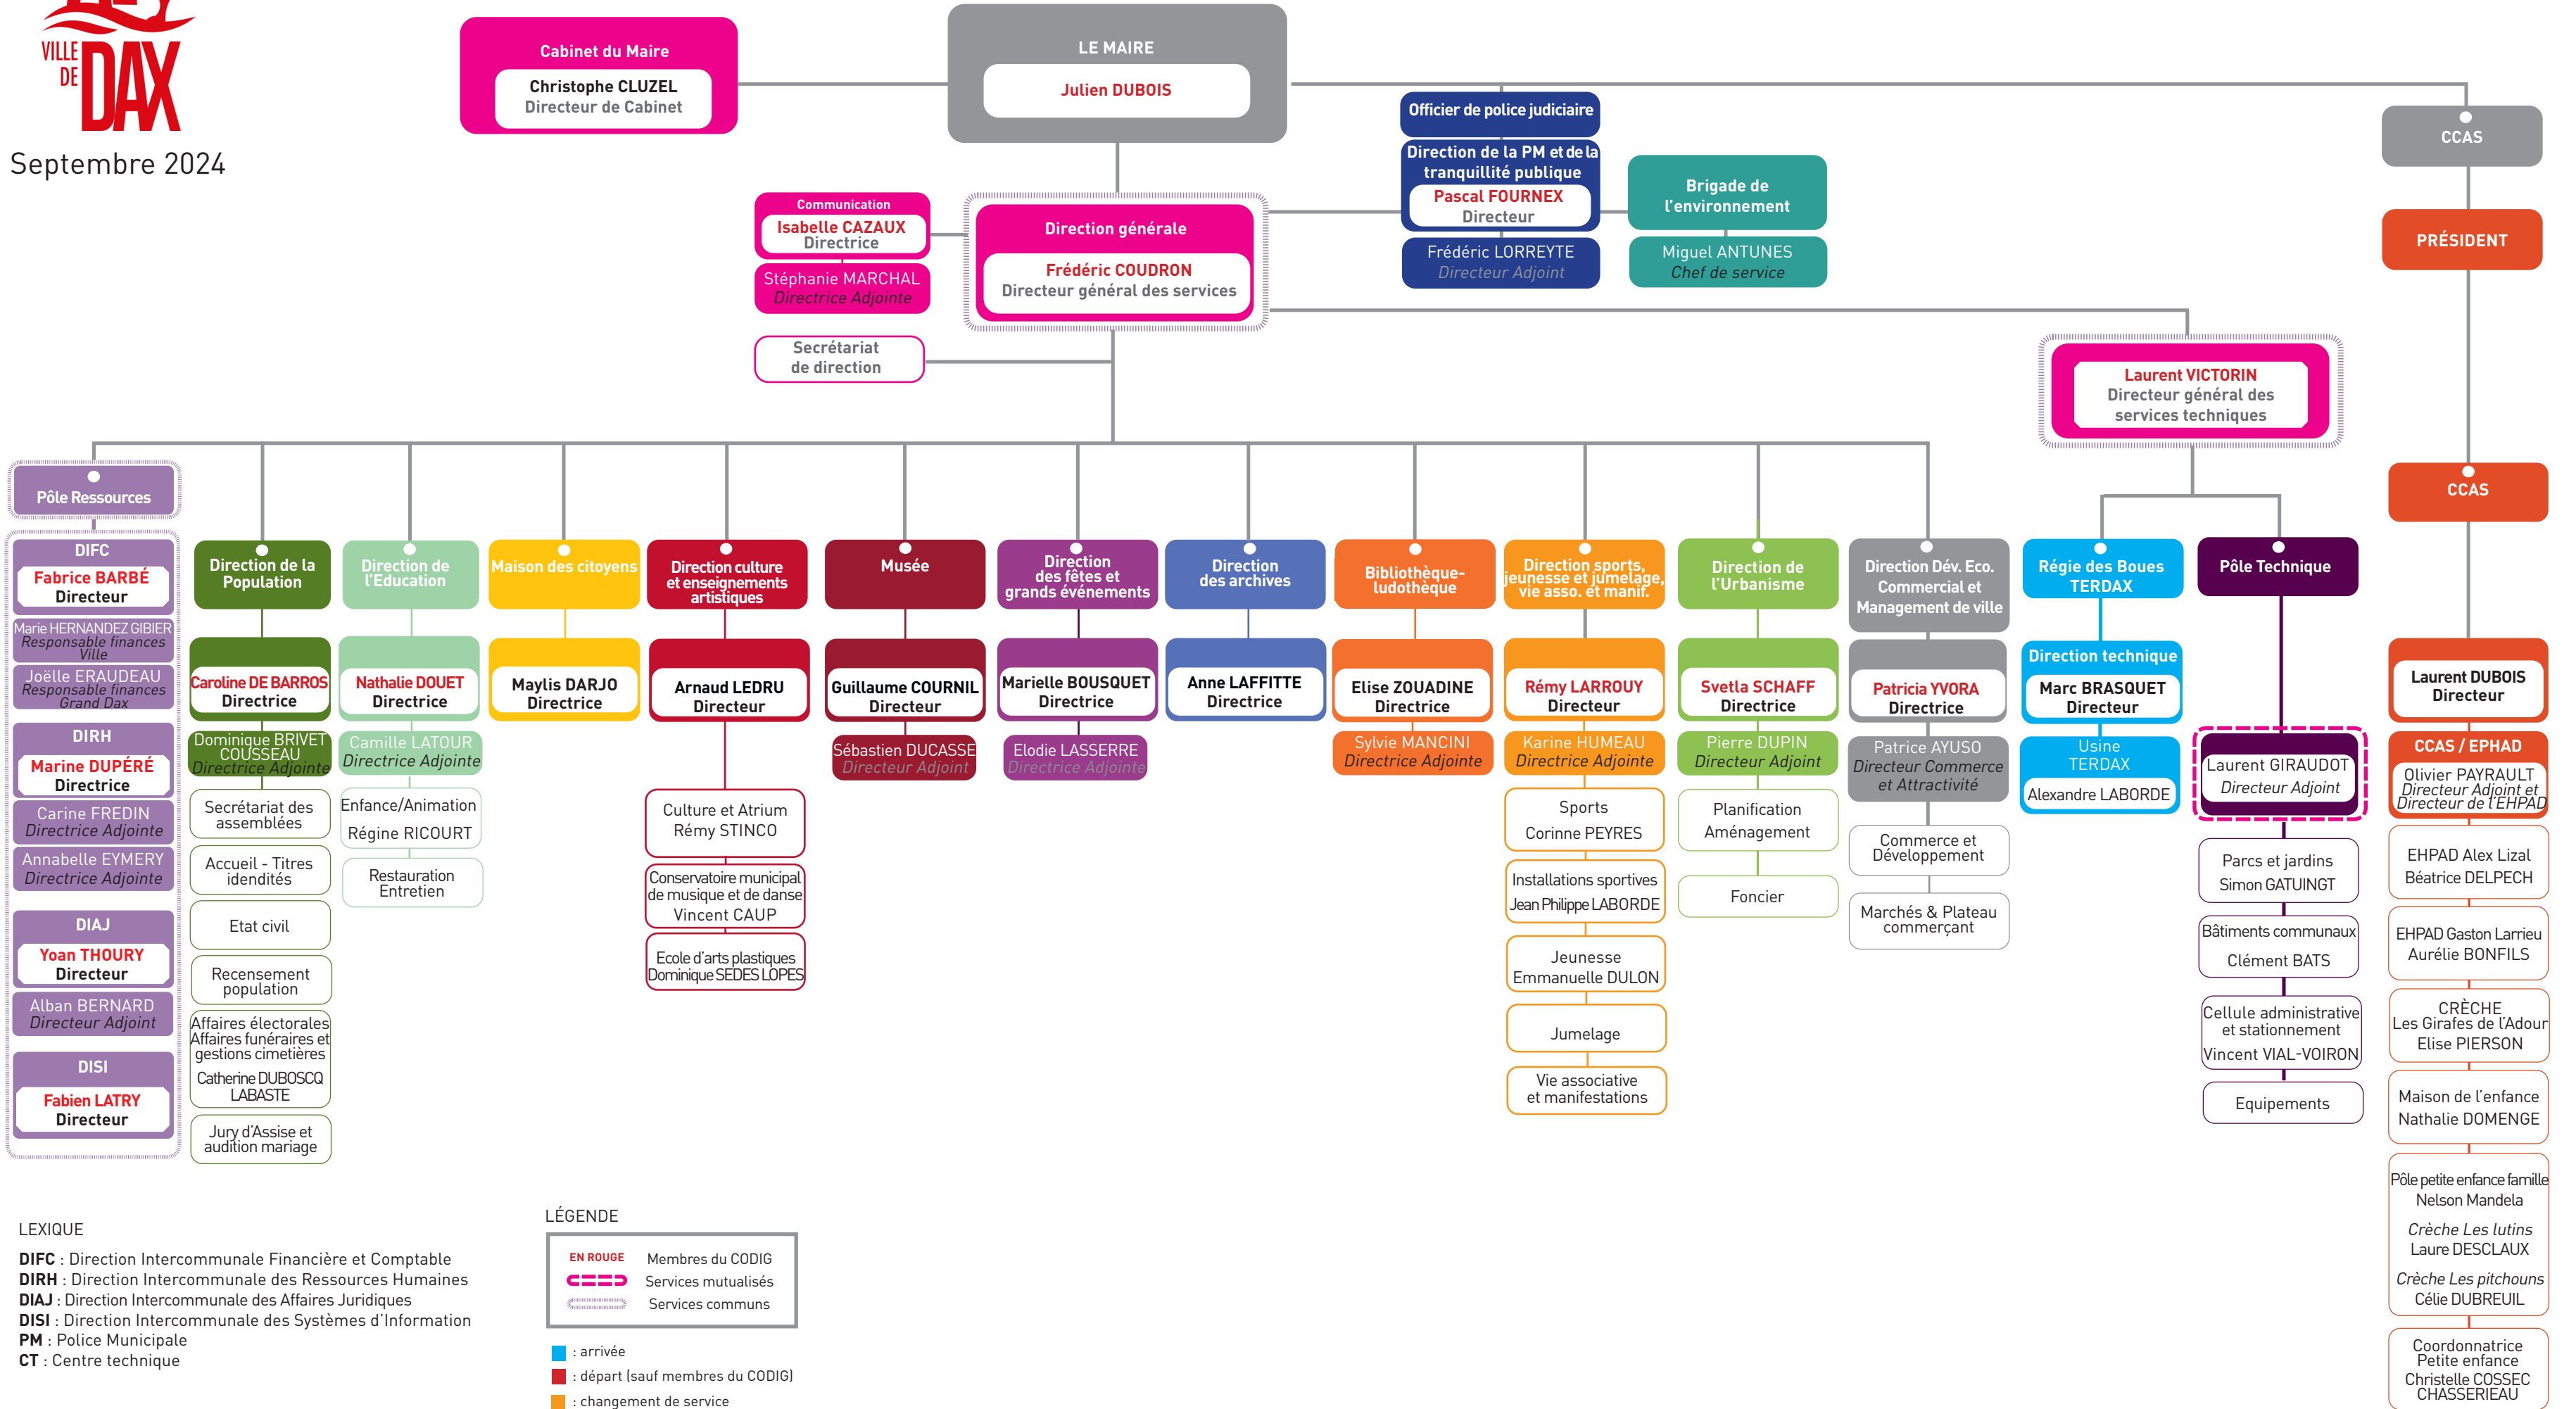 VILLE
DE
DAX
Septembre 2024
Cabinet du Maire
Christophe CLUZEL
Directeur de Cabinet
LE MAIRE
Julien DUBOIS
Officier de police judiciaire
Direction de la PM et de la
tranquillité publique
Pascal FOURNEX
Directeur
Frédéric LORREYTE
Directeur Adjoint
Brigade de
l'environnement
Miguel ANTUNES
Chef de service
CCAS
PRÉSIDENT
Communication
Isabelle CAZAUX
Directrice
Stéphanie MARCHAL
Directrice Adjointe
Direction générale
Frédéric COUDRON
Directeur général des services
Secrétariat
de direction
Laurent VICTORIN
Directeur général des
services techniques
Pôle Ressources
DIFC
Fabrice BARBÉ
Directeur
Marie HERNANDEZ GIBIER
Responsable finances
Ville
Joëlle ERAUDEAU
Responsable finances
Grand Dax
DIRH
Marine DUPÉRÉ
Directrice
Carine FREDIN
Directrice Adjointe
Annabelle EYMERY
Directrice Adjointe
DIAJ
Yoan THOURY
Directeur
Alban BERNARD
Directeur Adjoint
DISI
Fabien LATRY
Directeur
Direction de la
Population
Caroline DE BARROS
Directrice
Dominique BRIVET
COUSSEAU
Directrice Adjointe
Secrétariat des
assemblées
Accueil - Titres
idendités
Etat civil
Recensement
population
Affaires électorales
Affaires funéraires et
gestions cimetières
Catherine DUBOSCQ
LABASTE
Jury d'Assise et
audition mariage
Direction de
l'Education
Nathalie DOUET
Directrice
Camille LATOUR
Directrice Adjointe
Enfance/Animation
Régine RICOURT
Restauration
Entretien
Maison des citoyens
Maylis DARJO
Directrice
Direction culture
et enseignements
artistiques
Arnaud LEDRU
Directeur
Culture et Atrium
Rémy STINCO
Conservatoire municipal
de musique et de danse
Vincent CAUP
Ecole d'arts plastiques
Dominique SEDES LOPES
Musée
Guillaume COURNIL
Directeur
Sébastien DUCASSE
Directeur Adjoint
Direction
des fêtes et
grands événements
Marielle BOUSQUET
Directrice
Elodie LASSERRE
Directrice Adjointe
Direction
des archives
Anne LAFFITTE
Directrice
Bibliothèque-
ludothèque
Elise ZOUADINE
Directrice
Sylvie MANCINI
Directrice Adjointe
Direction sports,
jeunesse et jumelage,
vie asso. et manif.
Rémy LARROUY
Directeur
Karine HUMEAU
Directrice Adjointe
Sports
Corinne PEYRES
Installations sportives
Jean Philippe LABORDE
Jeunesse
Emmanuelle DULON
Jumelage
Vie associative
et manifestations
Direction de
l'Urbanisme
Svetla SCHAFF
Directrice
Pierre DUPIN
Directeur Adjoint
Planification
Aménagement
Foncier
Direction Dév. Eco.
Commercial et
Management de ville
Patricia YVORA
Directrice
Patrice AYUSO
Directeur Commerce
et Attractivité
Commerce et
Développement
Marchés & Plateau
commerçant
Régie des Boues
TERDAX
Direction technique
Marc BRASQUET
Directeur
Usine
TERDAX
Alexandre LABORDE
Pôle Technique
Laurent GIRAUDOT
Directeur Adjoint
Parcs et jardins
Simon GATUINGT
Bâtiments communaux
Clément BATS
Cellule administrative
et stationnement
Vincent VIAL-VOIRON
Equipements
CCAS
Laurent DUBOIS
Directeur
CCAS / EPHAD
Olivier PAYRAULT
Directeur Adjoint et
Directeur de l'EHPAD
EHPAD Alex Lizal
Béatrice DELPECH
EHPAD Gaston Larrieu
Aurélie BONFILS
CRÈCHE
Les Girafes de l'Adour
Elise PIERSON
Maison de l'enfance
Nathalie DOMENGE
Pôle petite enfance famille
Nelson Mandela
Crèche Les lutins
Laure DESCLAUX
Crèche Les pitchouns
Célie DUBREUIL
Coordonnatrice
Petite enfance
Christelle COSSEC
CHASSERIEAU
LEXIQUE
DIFC : Direction Intercommunale Financière et Comptable
DIRH : Direction Intercommunale des Ressources Humaines
DIAJ : Direction Intercommunale des Affaires Juridiques
DISI : Direction Intercommunale des Systèmes d'Information
PM : Police Municipale
CT : Centre technique
LÉGENDE
EN ROUGE Membres du CODIG
Services mutualisés
Services communs
: arrivée
: départ (sauf membres du CODIG)
: changement de service